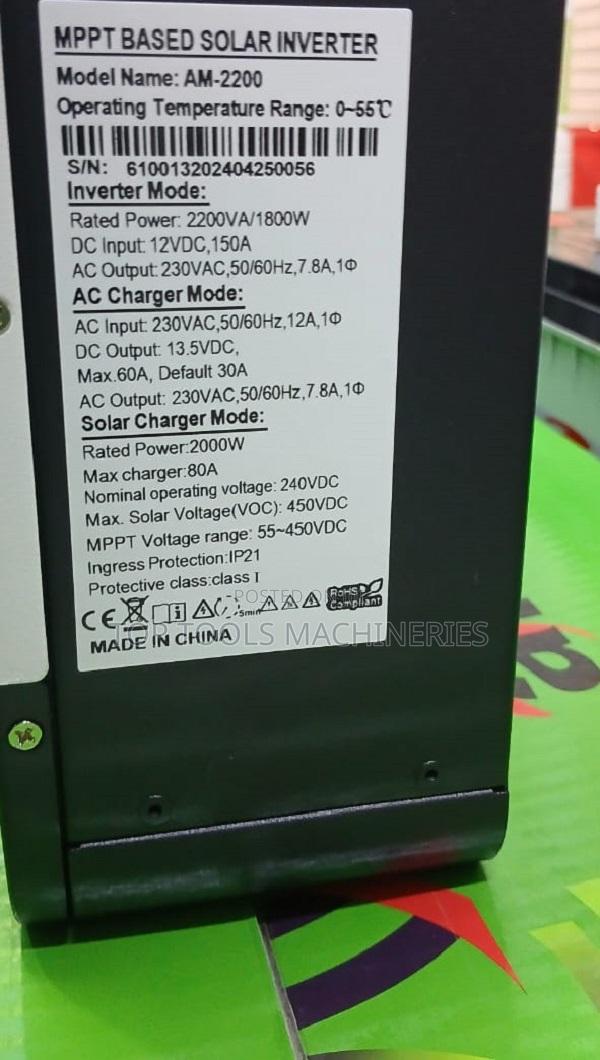 MPPT BASED SOLAR INVERTER
Model Name: AM-2200
Operating Temperature Range: 0~55℃
S/N: 610013202404250056
Inverter Mode:
Rated Power: 2200VA/1800W
DC Input: 12VDC,150A
AC Output: 230VAC,50/60Hz,7.8A,1Φ
AC Charger Mode:
AC Input: 230VAC,50/60Hz,12A,1Φ
DC Output: 13.5VDC,
Max.60A, Default 30A
AC Output: 230VAC,50/60Hz,7.8A,1Φ
Solar Charger Mode:
Rated Power:2000W
Max charger:80A
Nominal operating voltage: 240VDC
Max. Solar Voltage(VOC): 450VDC
MPPT Voltage range: 55~450VDC
Ingress Protection:IP21
Protective class:class I
CE 5min RoHS
Compliant
POSTED
TOP TOOLS MACHINERIES
MADE IN CHINA